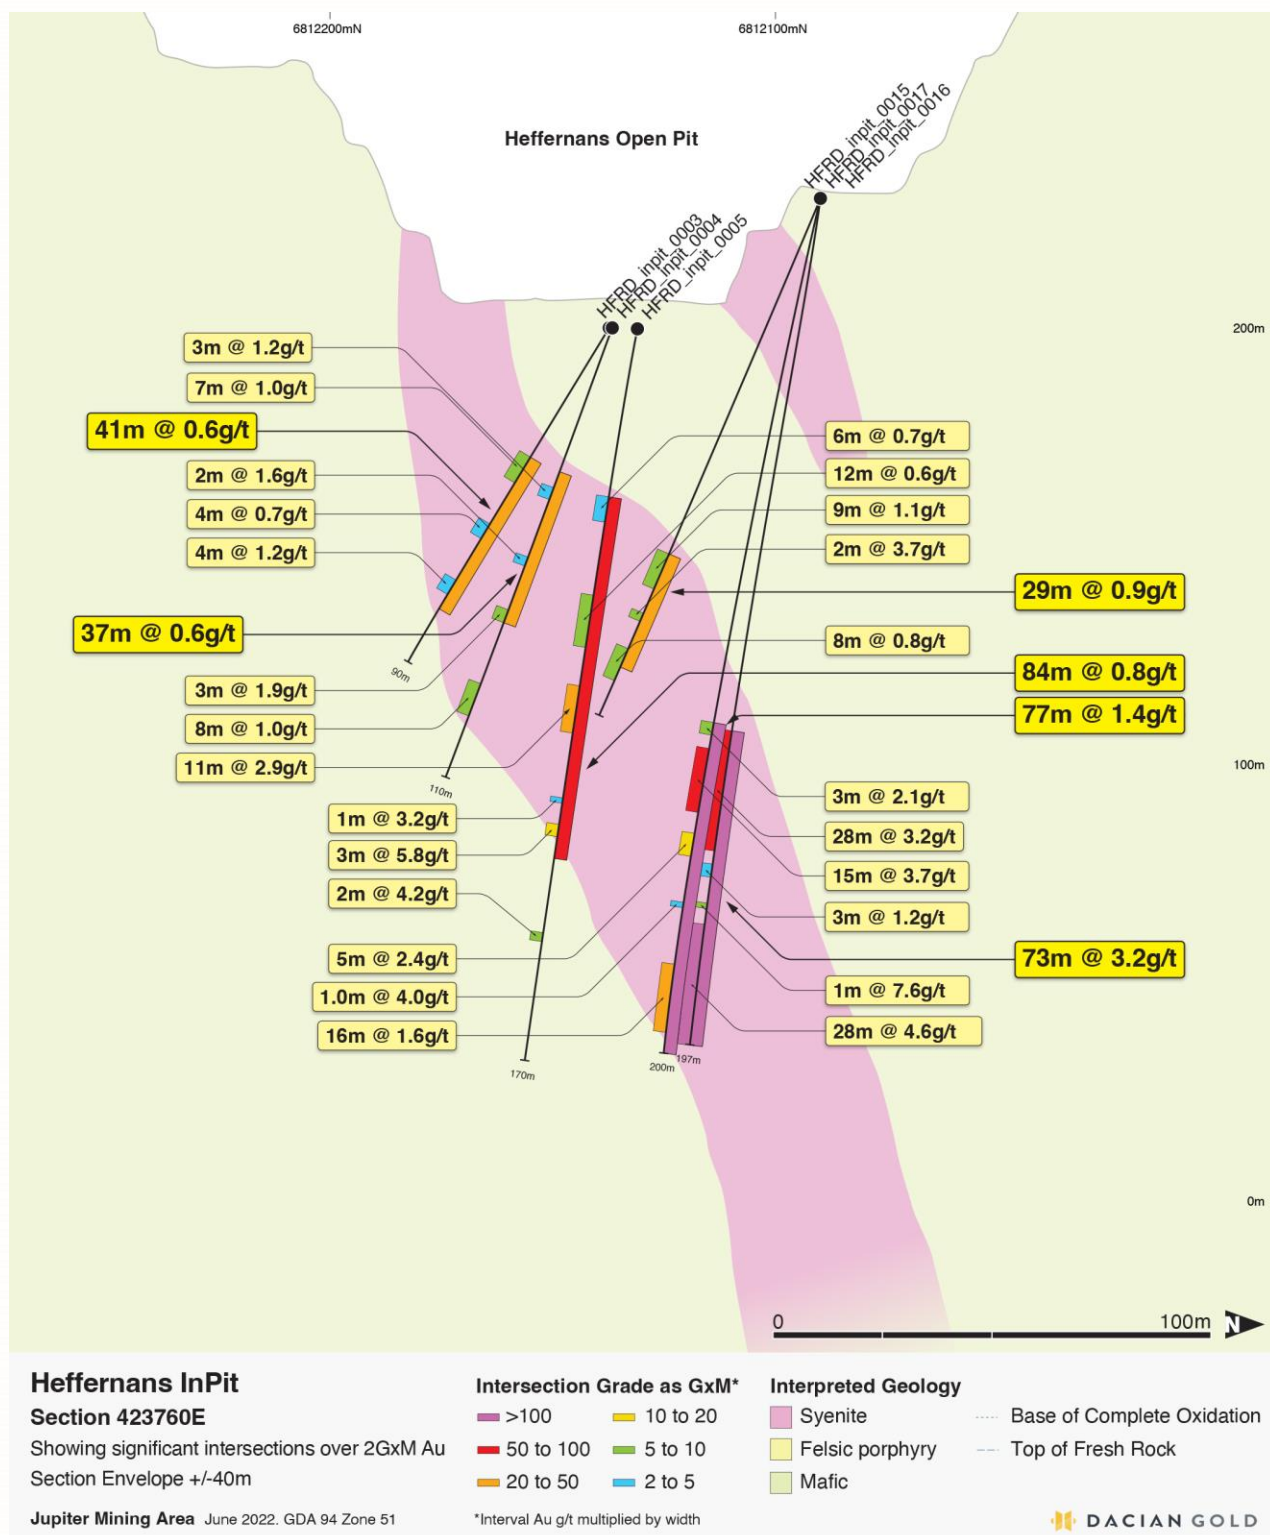 6812200mN
6812100mN
Heffernans Open Pit
HFRD_inpit_0015
HFRD_inpit_0017
HFRD_inpit_0016
HFRD_inpit_0003
HFRD_inpit_0004
HFRD_inpit_0005
200m
3m @ 1.2g/t
7m @ 1.0g/t
41m @ 0.6g/t
2m @ 1.6g/t
4m @ 0.7g/t
4m @ 1.2g/t
37m @ 0.6g/t
3m @ 1.9g/t
8m @ 1.0g/t
11m @ 2.9g/t
1m @ 3.2g/t
3m @ 5.8g/t
2m @ 4.2g/t
5m @ 2.4g/t
1.0m @ 4.0g/t
16m @ 1.6g/t
6m @ 0.7g/t
12m @ 0.6g/t
9m @ 1.1g/t
2m @ 3.7g/t
29m @ 0.9g/t
8m @ 0.8g/t
84m @ 0.8g/t
77m @ 1.4g/t
100m
3m @ 2.1g/t
28m @ 3.2g/t
15m @ 3.7g/t
3m @ 1.2g/t
73m @ 3.2g/t
1m @ 7.6g/t
28m @ 4.6g/t
90m
110m
170m
200m
197m
0m
0
100m
N
Heffernans InPit
Section 423760E
Showing significant intersections over 2GxM Au
Section Envelope +/-40m
Jupiter Mining Area June 2022. GDA 94 Zone 51
Intersection Grade as GxM*
>100
10 to 20
50 to 100
5 to 10
20 to 50
2 to 5
*Interval Au g/t multiplied by width
Interpreted Geology
Syenite
Base of Complete Oxidation
Felsic porphyry
Top of Fresh Rock
Mafic
DACIAN GOLD